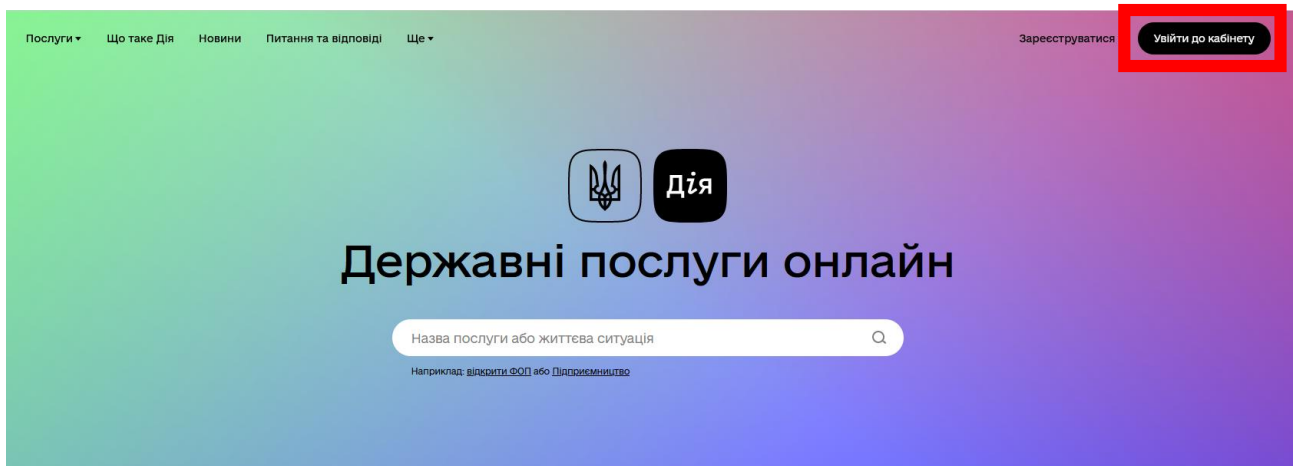 Послуги Що таке Дія Новини Питання та відповіді Ще Зареєструватися Увійти до кабінету
Дія
Державні послуги онлайн
Назва послуги або життєва ситуація
Наприклад: відкрити ФОП або Підприємництво